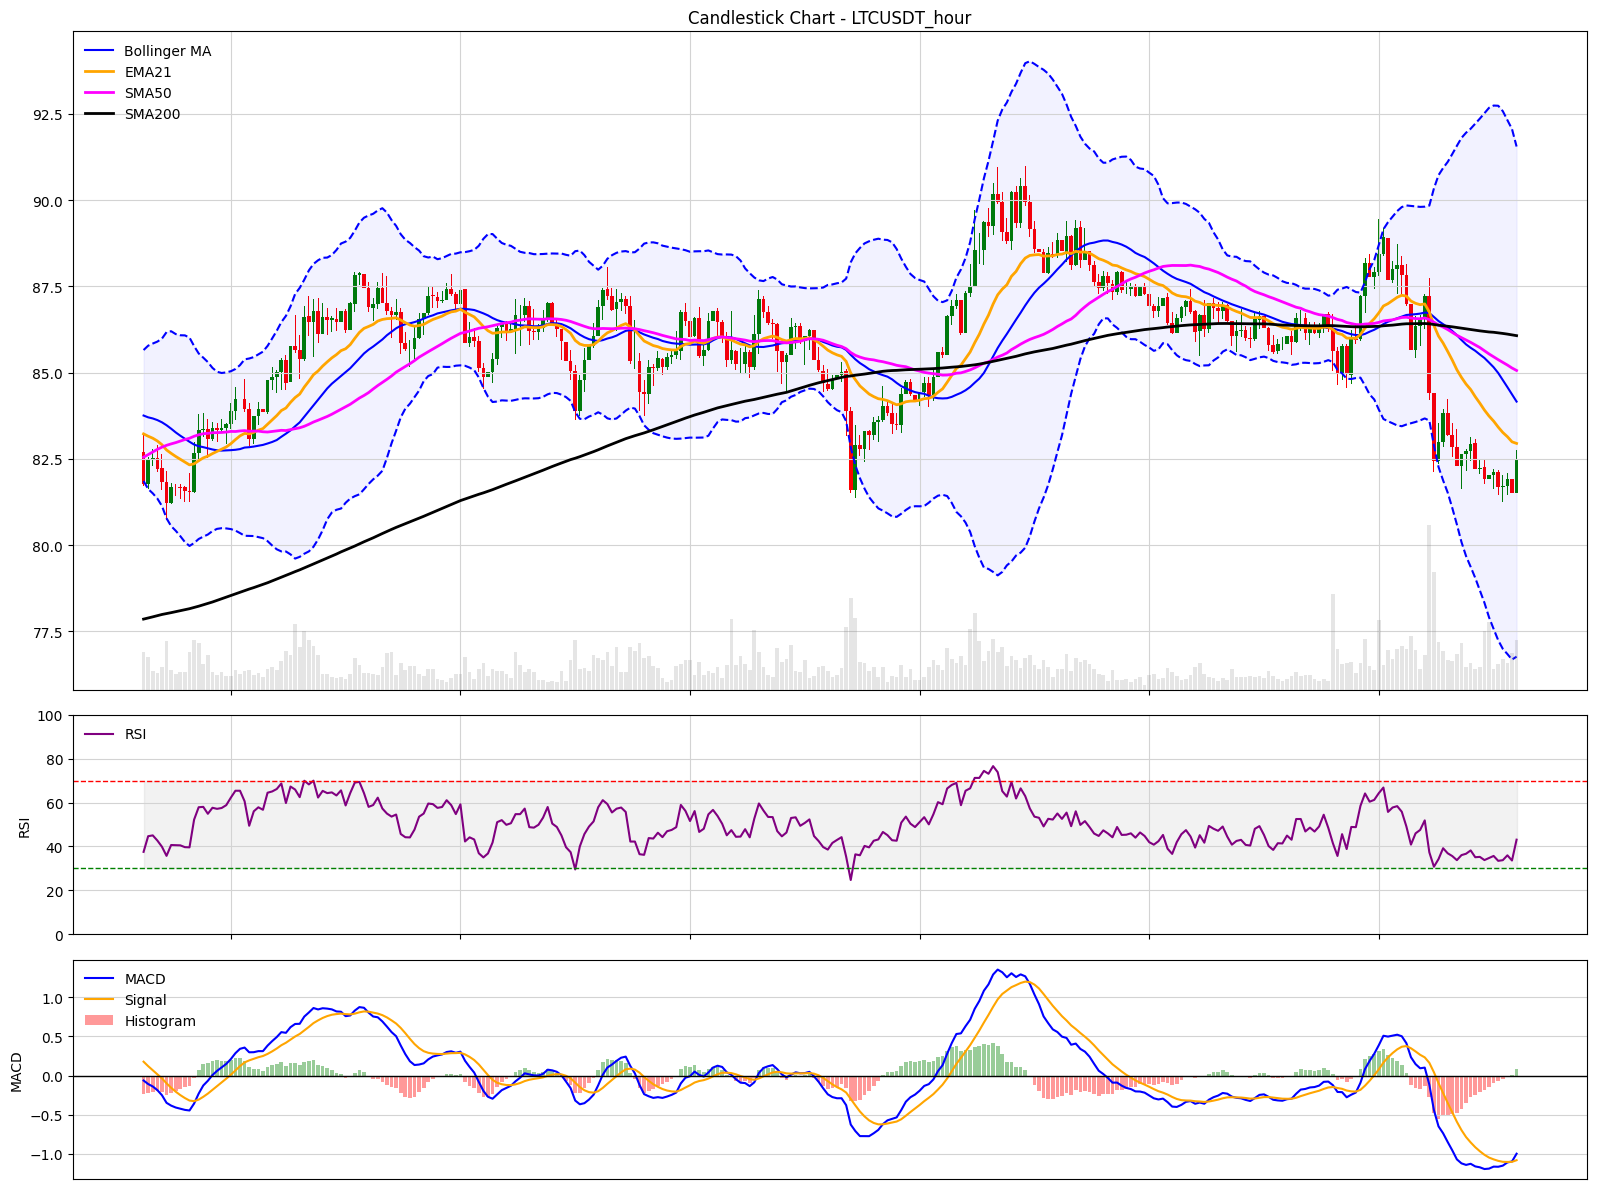 Candlestick Chart - LTCUSDT_hour
Bollinger MA
EMA21
SMA50
SMA200
92.5
90.0
87.5
85.0
82.5
80.0
77.5
RSI
100
80
60
40
20
0
RSI
MACD
Signal
Histogram
1.0
0.5
0.0
−0.5
−1.0
MACD